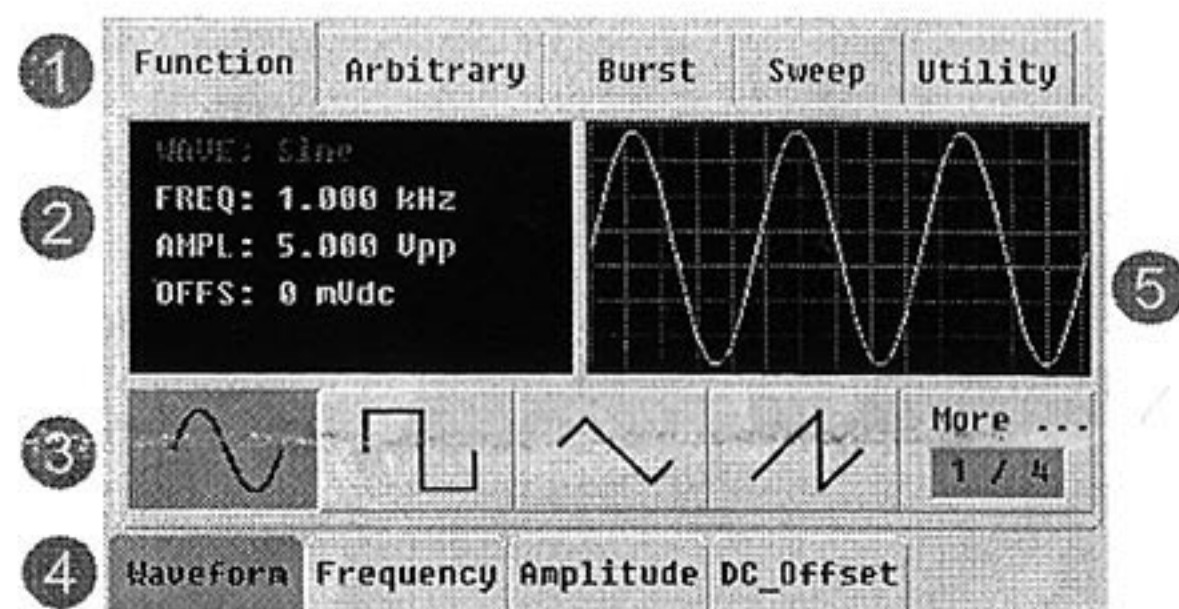 1 Function Arbitrary Burst Sweep Utility
2
WAVE: Sine
FREQ: 1.000 kHz
AMPL: 5.000 Vpp
OFFS: 0 mVdc
5
3
More ...
1 / 4
4 Waveform Frequency Amplitude DC_Offset